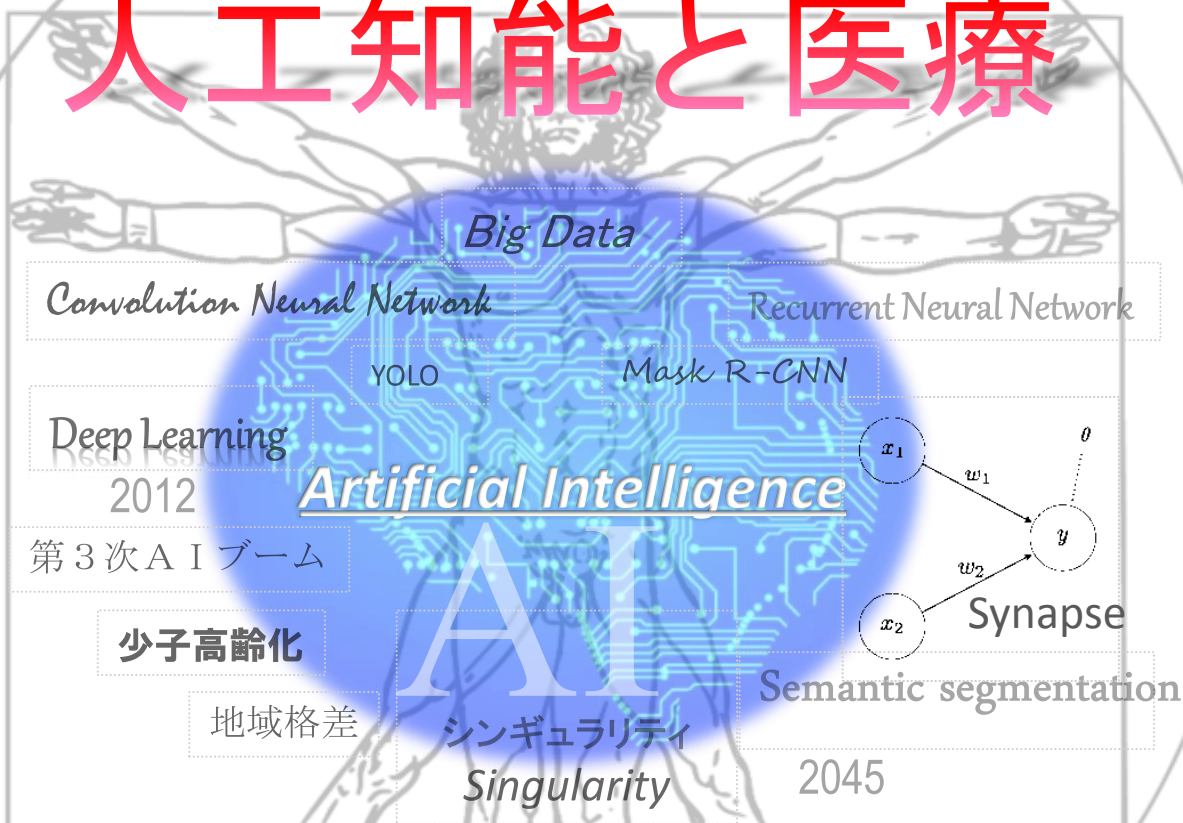 人工知能と医療
Big Data
Convolution Neural Network
Recurrent Neural Network
YOLO
Mask R-CNN
Deep Learning
2012
Artificial Intelligence
AI
第３次ＡＩブーム
少子高齢化
地域格差
x₁
w₁
θ
y
w₂
x₂
Synapse
Semantic segmentation
シンギュラリティ
Singularity
2045